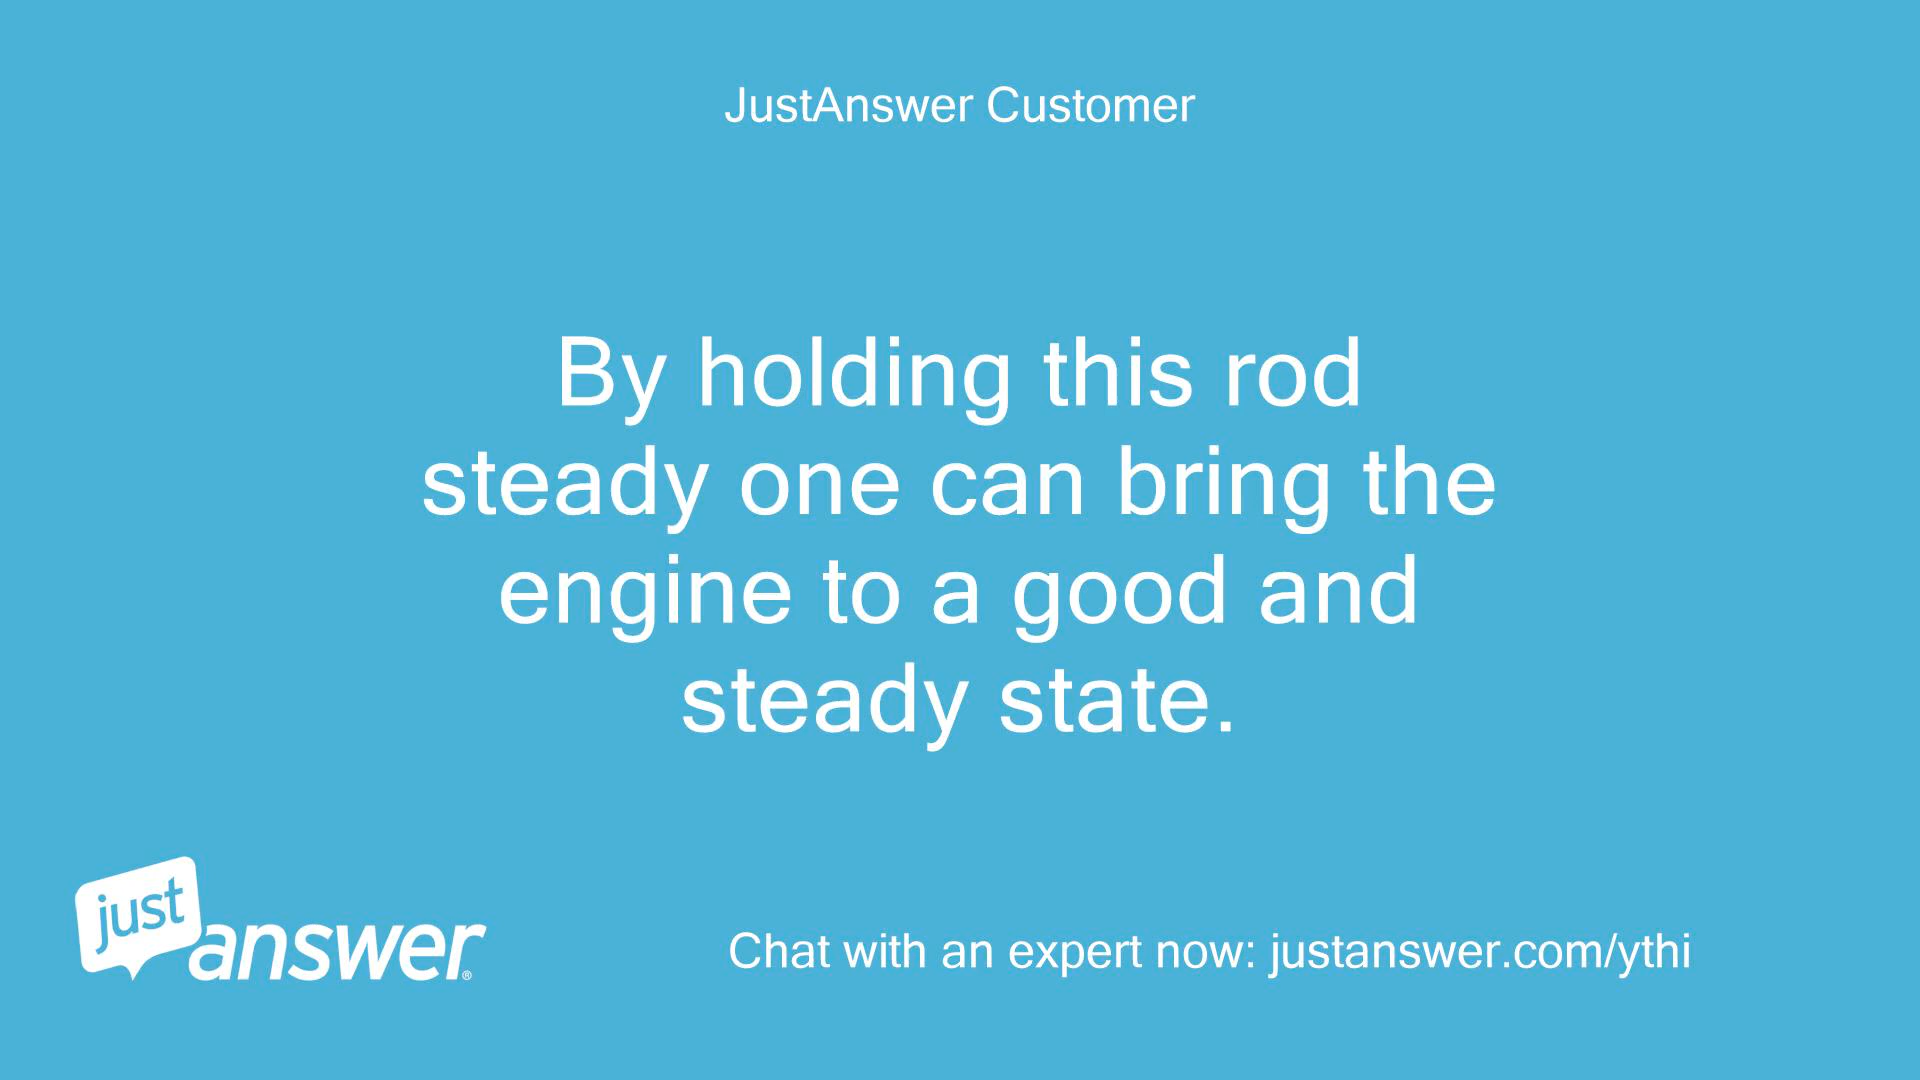 JustAnswer Customer
By holding this rod
steady one can bring the
engine to a good and
steady state.
just
answer®
Chat with an expert now: justanswer.com/ythi